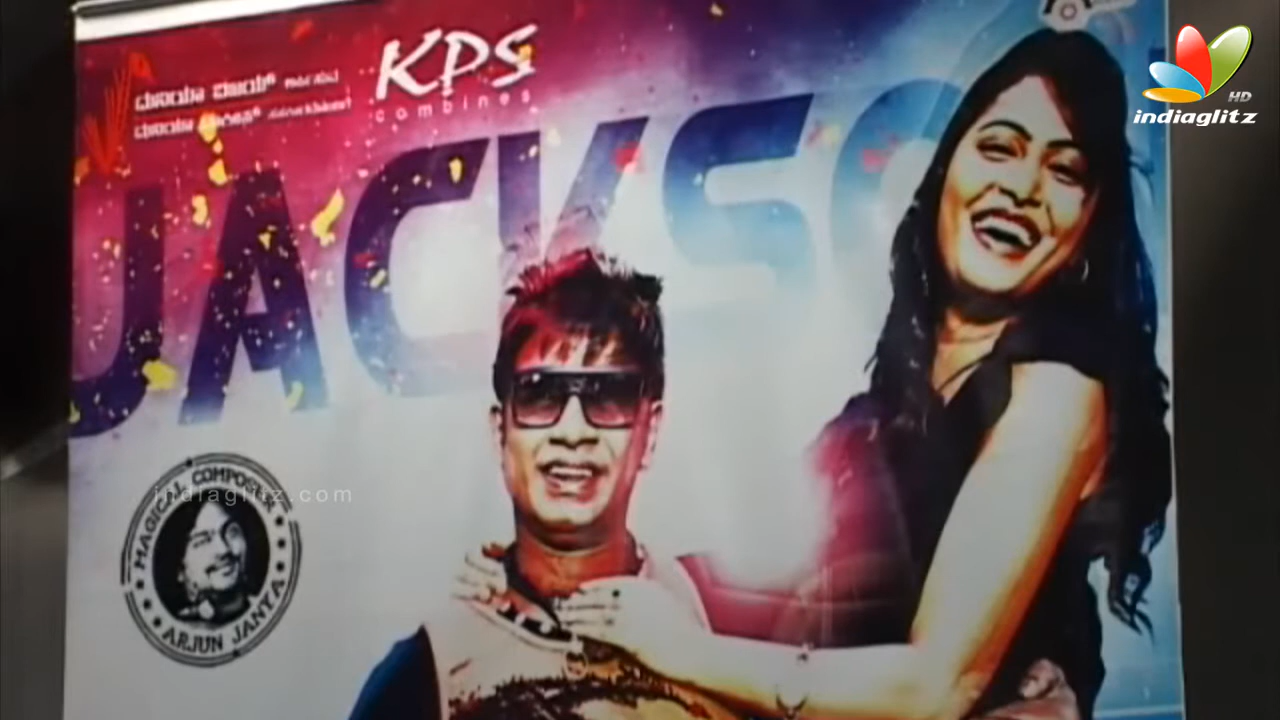 KPS
combines
HD
indiaglitz
JACKSO
indiaglitz.com
MAGICAL COMPOSER
ARJUN JANYA